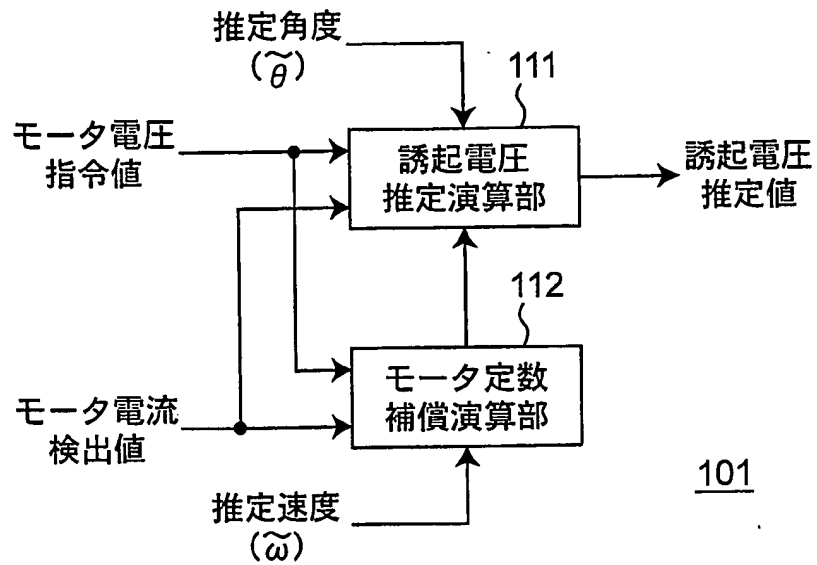 推定角度
(θ̃)
111
モータ電圧
指令値
誘起電圧
推定演算部
誘起電圧
推定値
112
モータ定数
補償演算部
モータ電流
検出値
101
推定速度
(ω̃)